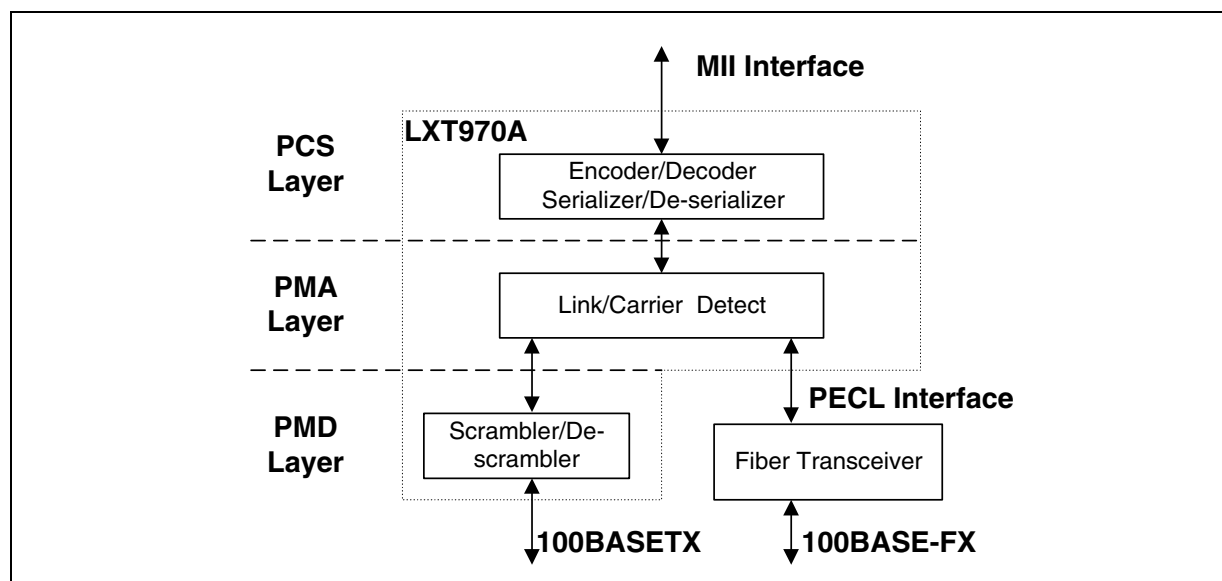 MII Interface
LXT970A
PCS
Layer
Encoder/Decoder
Serializer/De-serializer
PMA
Layer
Link/Carrier Detect
PECL Interface
PMD
Layer
Scrambler/De-
scrambler
Fiber Transceiver
100BASETX
100BASE-FX